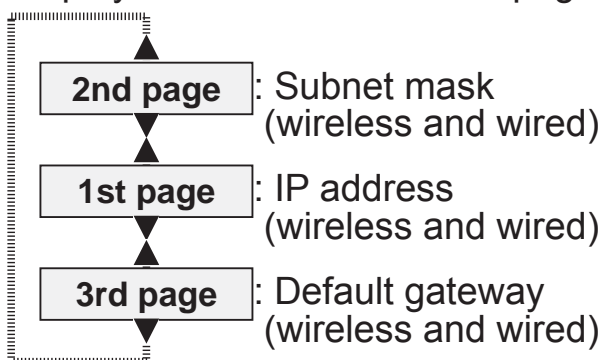 2nd page : Subnet mask
(wireless and wired)
1st page : IP address
(wireless and wired)
3rd page : Default gateway
(wireless and wired)